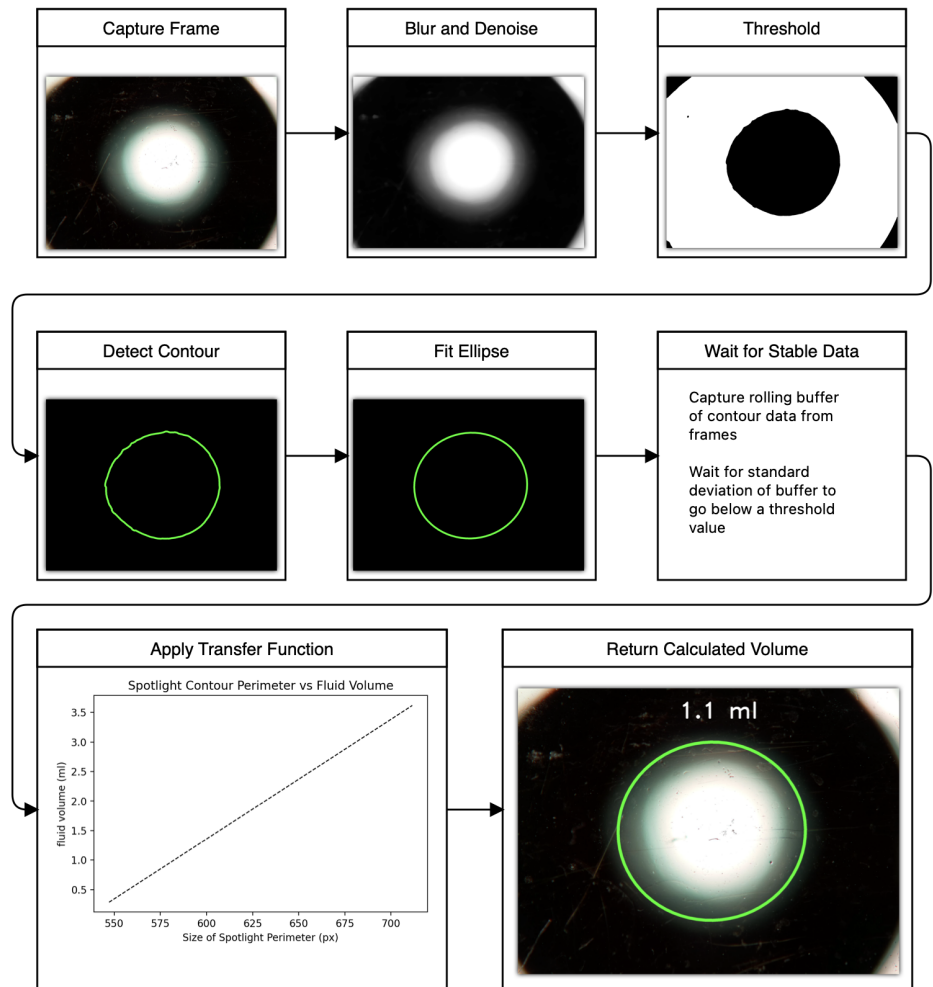 Capture Frame
Blur and Denoise
Threshold
Detect Contour
Fit Ellipse
Wait for Stable Data
Capture rolling buffer
of contour data from
frames
Wait for standard
deviation of buffer to
go below a threshold
value
Apply Transfer Function
Spotlight Contour Perimeter vs Fluid Volume
fluid volume (ml)
3.5
3.0
2.5
2.0
1.5
1.0
0.5
550 575 600 625 650 675 700
Size of Spotlight Perimeter (px)
Return Calculated Volume
1.1 ml